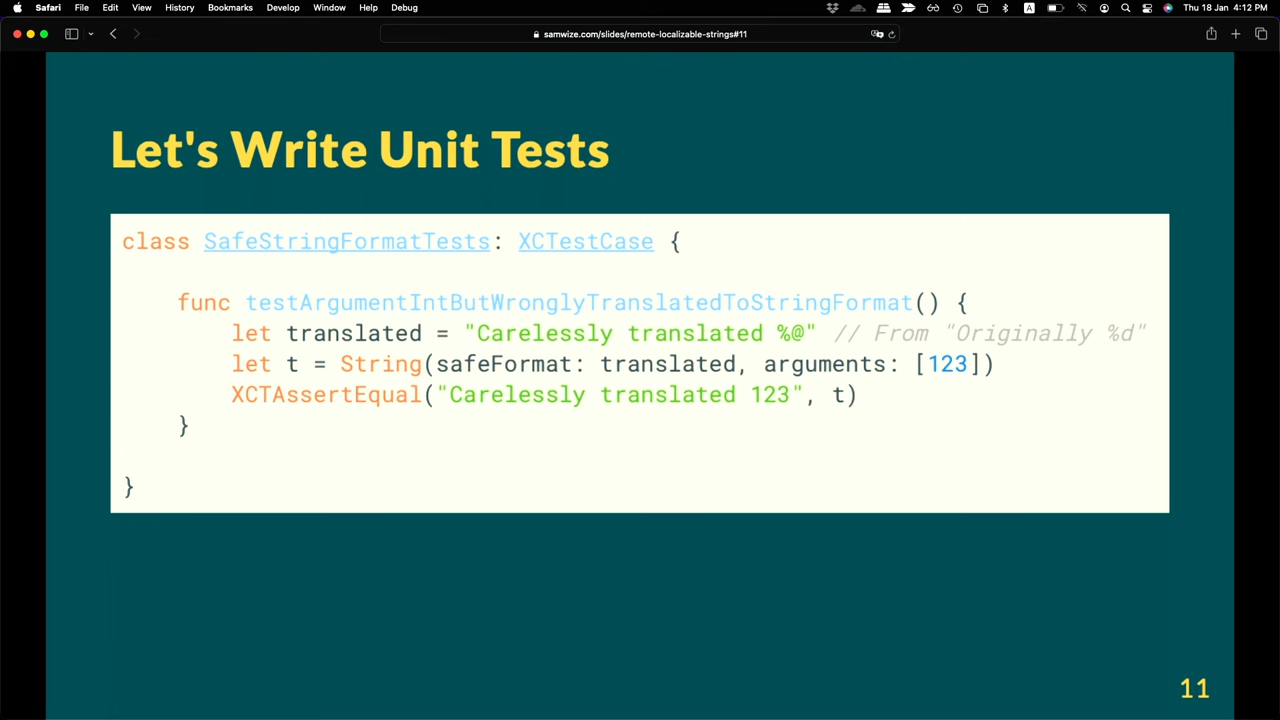 Safari File Edit View History Bookmarks Develop Window Help Debug A Thu 18 Jan 4:12 PM
samwize.com/slides/remote-localizable-strings#11
Let's Write Unit Tests
class SafeStringFormatTests: XCTestCase {
func testArgumentIntButWronglyTranslatedToStringFormat() {
let translated = "Carelessly translated %@" // From "Originally %d"
let t = String(safeFormat: translated, arguments: [123])
XCTAssertEqual("Carelessly translated 123", t)
}
}
11